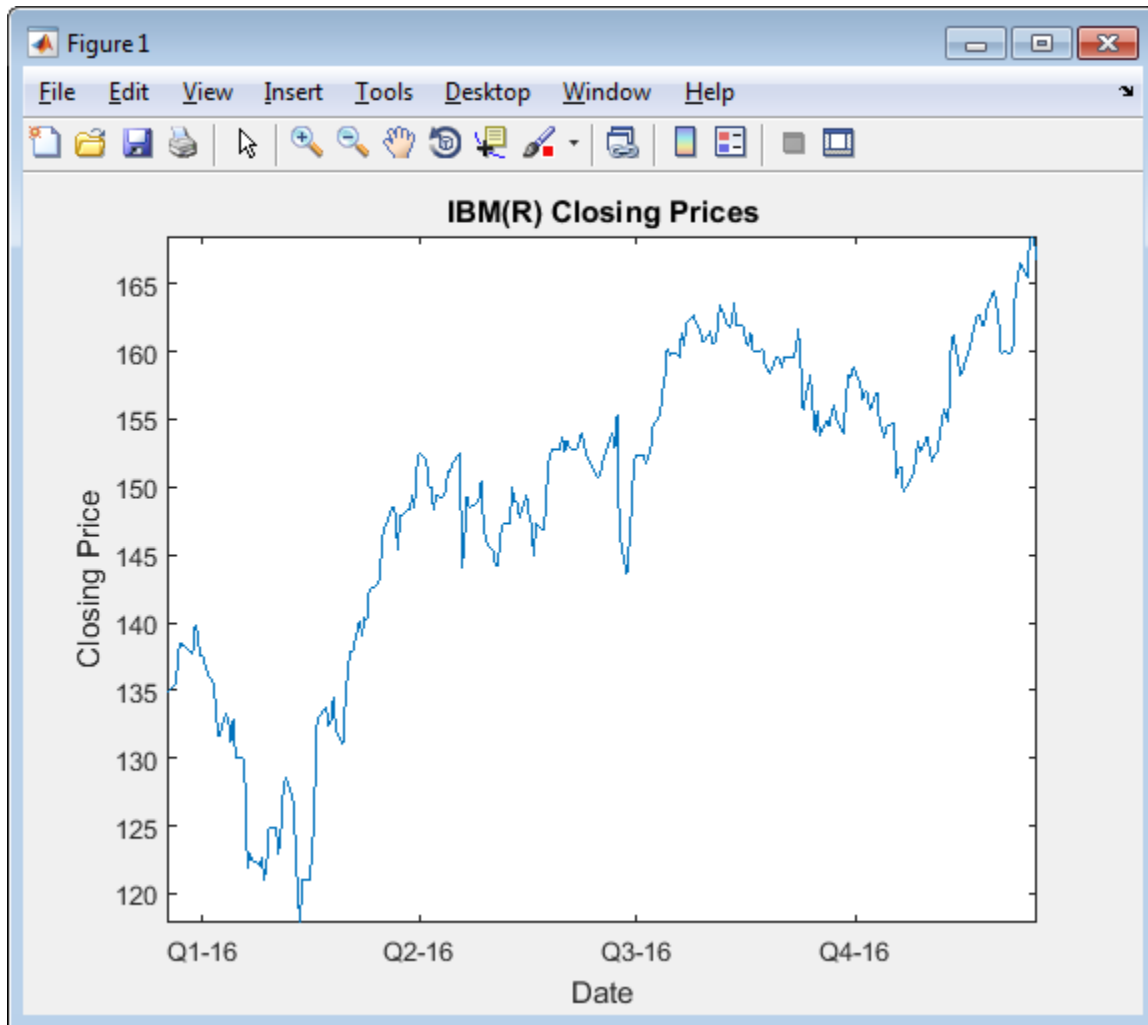 Figure 1
File Edit View Insert Tools Desktop Window Help
IBM(R) Closing Prices
165
160
155
150
145
140
135
130
125
120
Closing Price
Q1-16 Q2-16 Q3-16 Q4-16
Date